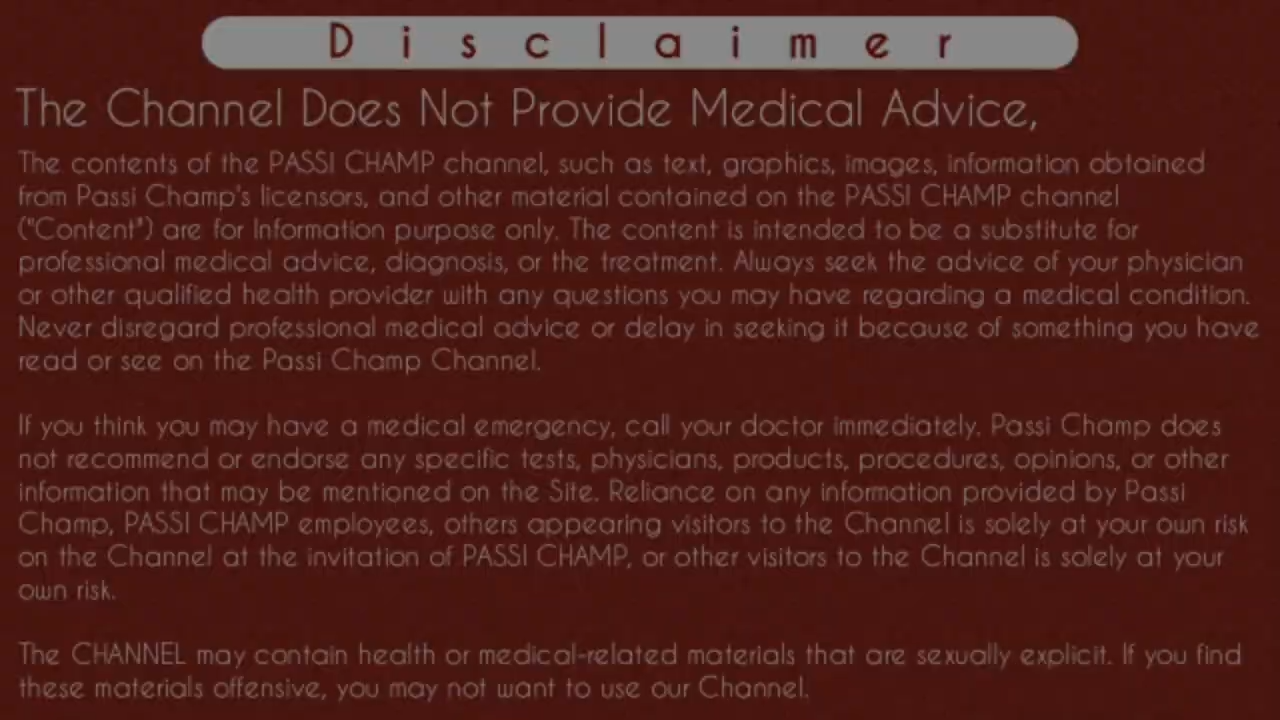 Disclaimer
The Channel Does Not Provide Medical Advice,
The contents of the PASSI CHAMP channel, such as text, graphics, images, information obtained
from Passi Champ's licensors, and other material contained on the PASSI CHAMP channel
("Content") are for Information purpose only. The content is intended to be a substitute for
professional medical advice, diagnosis, or the treatment. Always seek the advice of your physician
or other qualified health provider with any questions you may have regarding a medical condition.
Never disregard professional medical advice or delay in seeking it because of something you have
read or see on the Passi Champ Channel.
If you think you may have a medical emergency, call your doctor immediately. Passi Champ does
not recommend or endorse any specific tests, physicians, products, procedures, opinions, or other
information that may be mentioned on the Site. Reliance on any information provided by Passi
Champ, PASSI CHAMP employees, others appearing visitors to the Channel is solely at your own risk
on the Channel at the invitation of PASSI CHAMP, or other visitors to the Channel is solely at your
own risk.
The CHANNEL may contain health or medical-related materials that are sexually explicit. If you find
these materials offensive, you may not want to use our Channel.